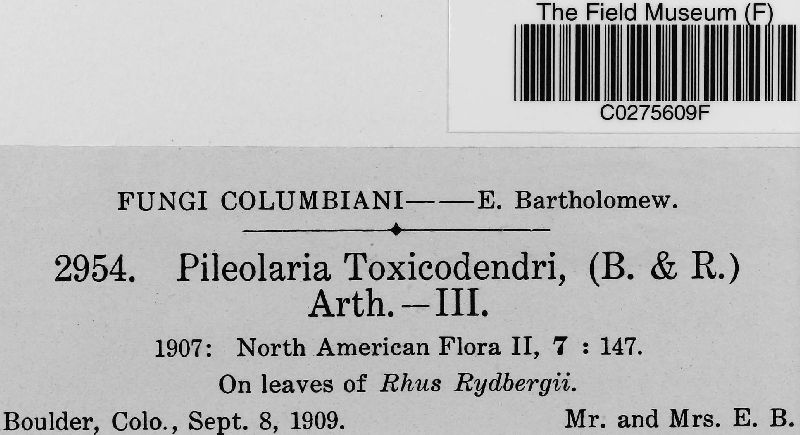 The Field Museum (F)
C0275609F
FUNGI COLUMBIANI——E. Bartholomew.
2954. Pileolaria Toxicodendri, (B. & R.)
Arth.—III.
1907: North American Flora II, 7 : 147.
On leaves of Rhus Rydbergii.
Boulder, Colo., Sept. 8, 1909. Mr. and Mrs. E. B.